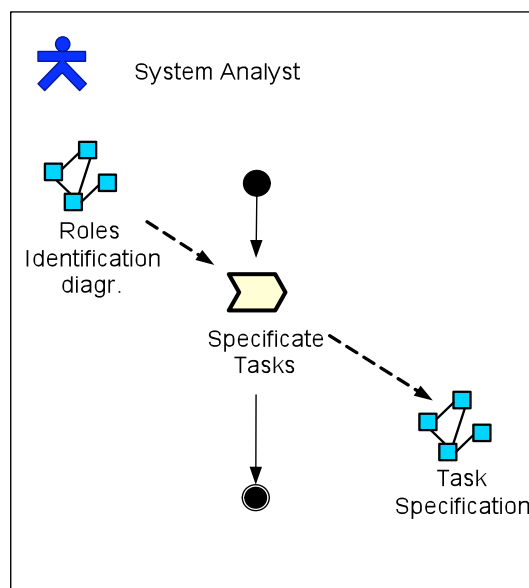 System Analyst
Roles
Identification
diagr.
Specificate
Tasks
Task
Specification